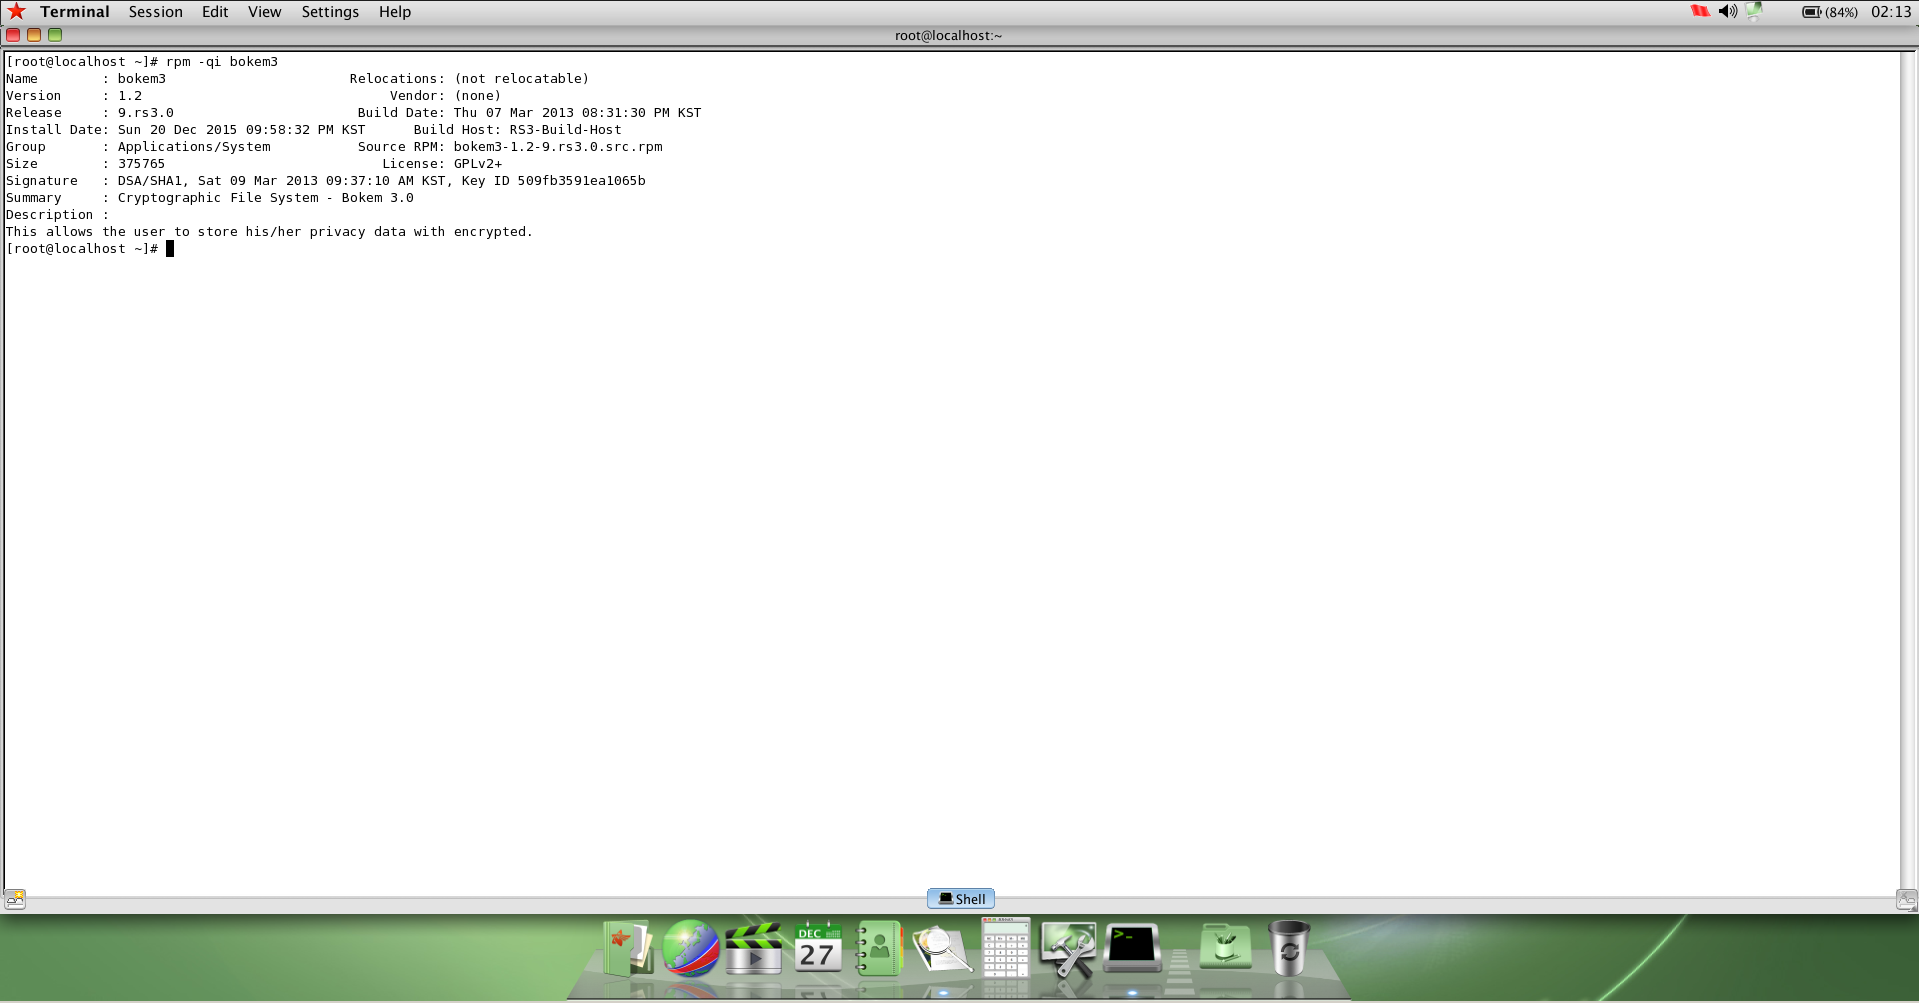 Terminal Session Edit View Settings Help (84%) 02:13
root@localhost:~
[root@localhost ~]# rpm -qi bokem3
Name        : bokem3                       Relocations: (not relocatable)
Version     : 1.2                               Vendor: (none)
Release     : 9.rs3.0                       Build Date: Thu 07 Mar 2013 08:31:30 PM KST
Install Date: Sun 20 Dec 2015 09:58:32 PM KST      Build Host: RS3-Build-Host
Group       : Applications/System           Source RPM: bokem3-1.2-9.rs3.0.src.rpm
Size        : 375765                           License: GPLv2+
Signature   : DSA/SHA1, Sat 09 Mar 2013 09:37:10 AM KST, Key ID 509fb3591ea1065b
Summary     : Cryptographic File System - Bokem 3.0
Description :
This allows the user to store his/her privacy data with encrypted.
[root@localhost ~]#
Shell
DEC
27
>_